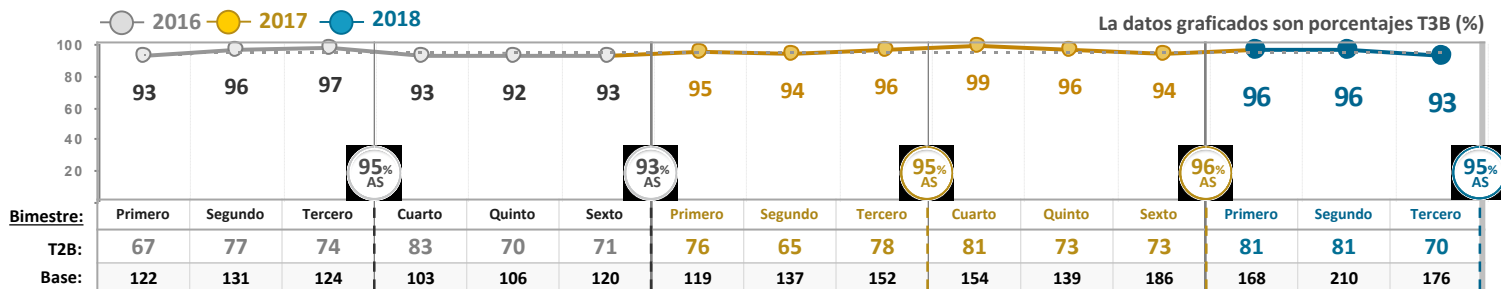 2016 2017 2018 La datos graficados son porcentajes T3B (%)
100
80
60
40
20
93 96 97 93 92 93 95 94 96 99 96 94 96 96 93
95% AS 93% AS 95% AS 96% AS 95% AS
Bimestre: Primero Segundo Tercero Cuarto Quinto Sexto Primero Segundo Tercero Cuarto Quinto Sexto Primero Segundo Tercero
T2B: 67 77 74 83 70 71 76 65 78 81 73 73 81 81 70
Base: 122 131 124 103 106 120 119 137 152 154 139 186 168 210 176